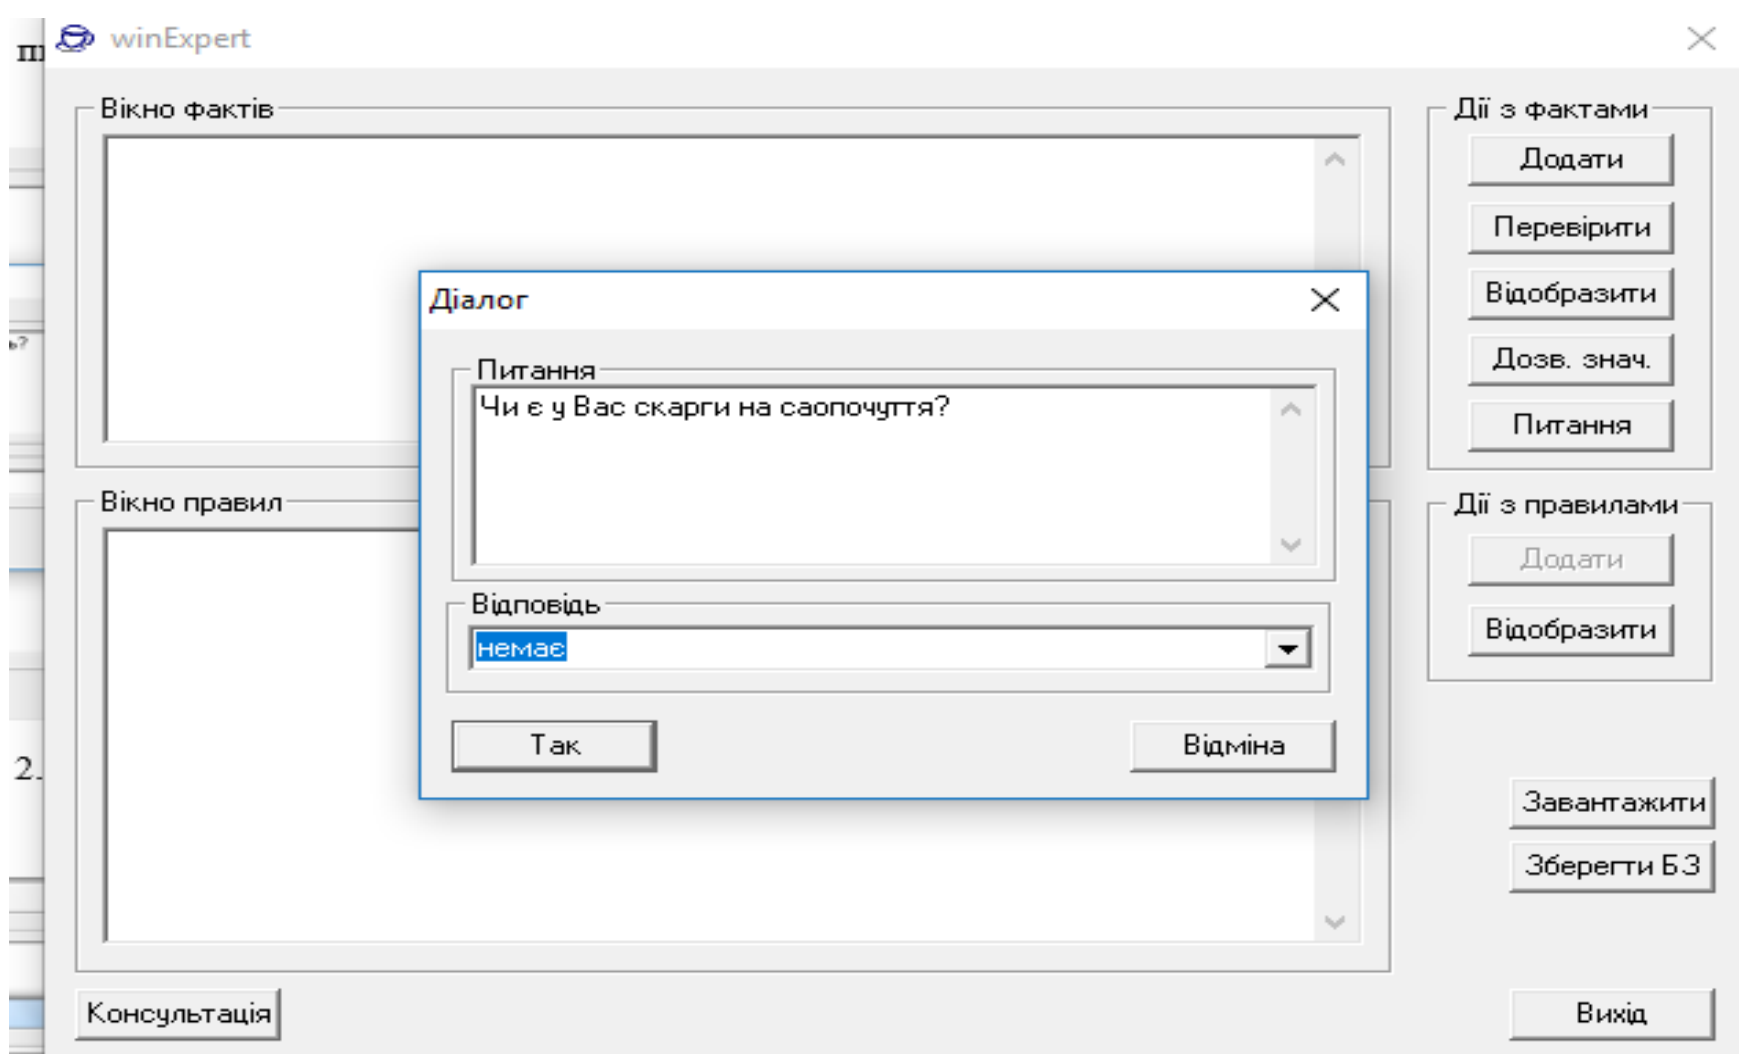 winExpert
Вікно фактів
Дії з фактами
Додати
Перевірити
Відобразити
Дозв. знач.
Питання
Діалог
Питання
Чи є у Вас скарги на саопочуття?
Відповідь
немає
Так
Відміна
Вікно правил
Дії з правилами
Додати
Відобразити
2.
Завантажити
Зберегти БЗ
Консультація
Вихід